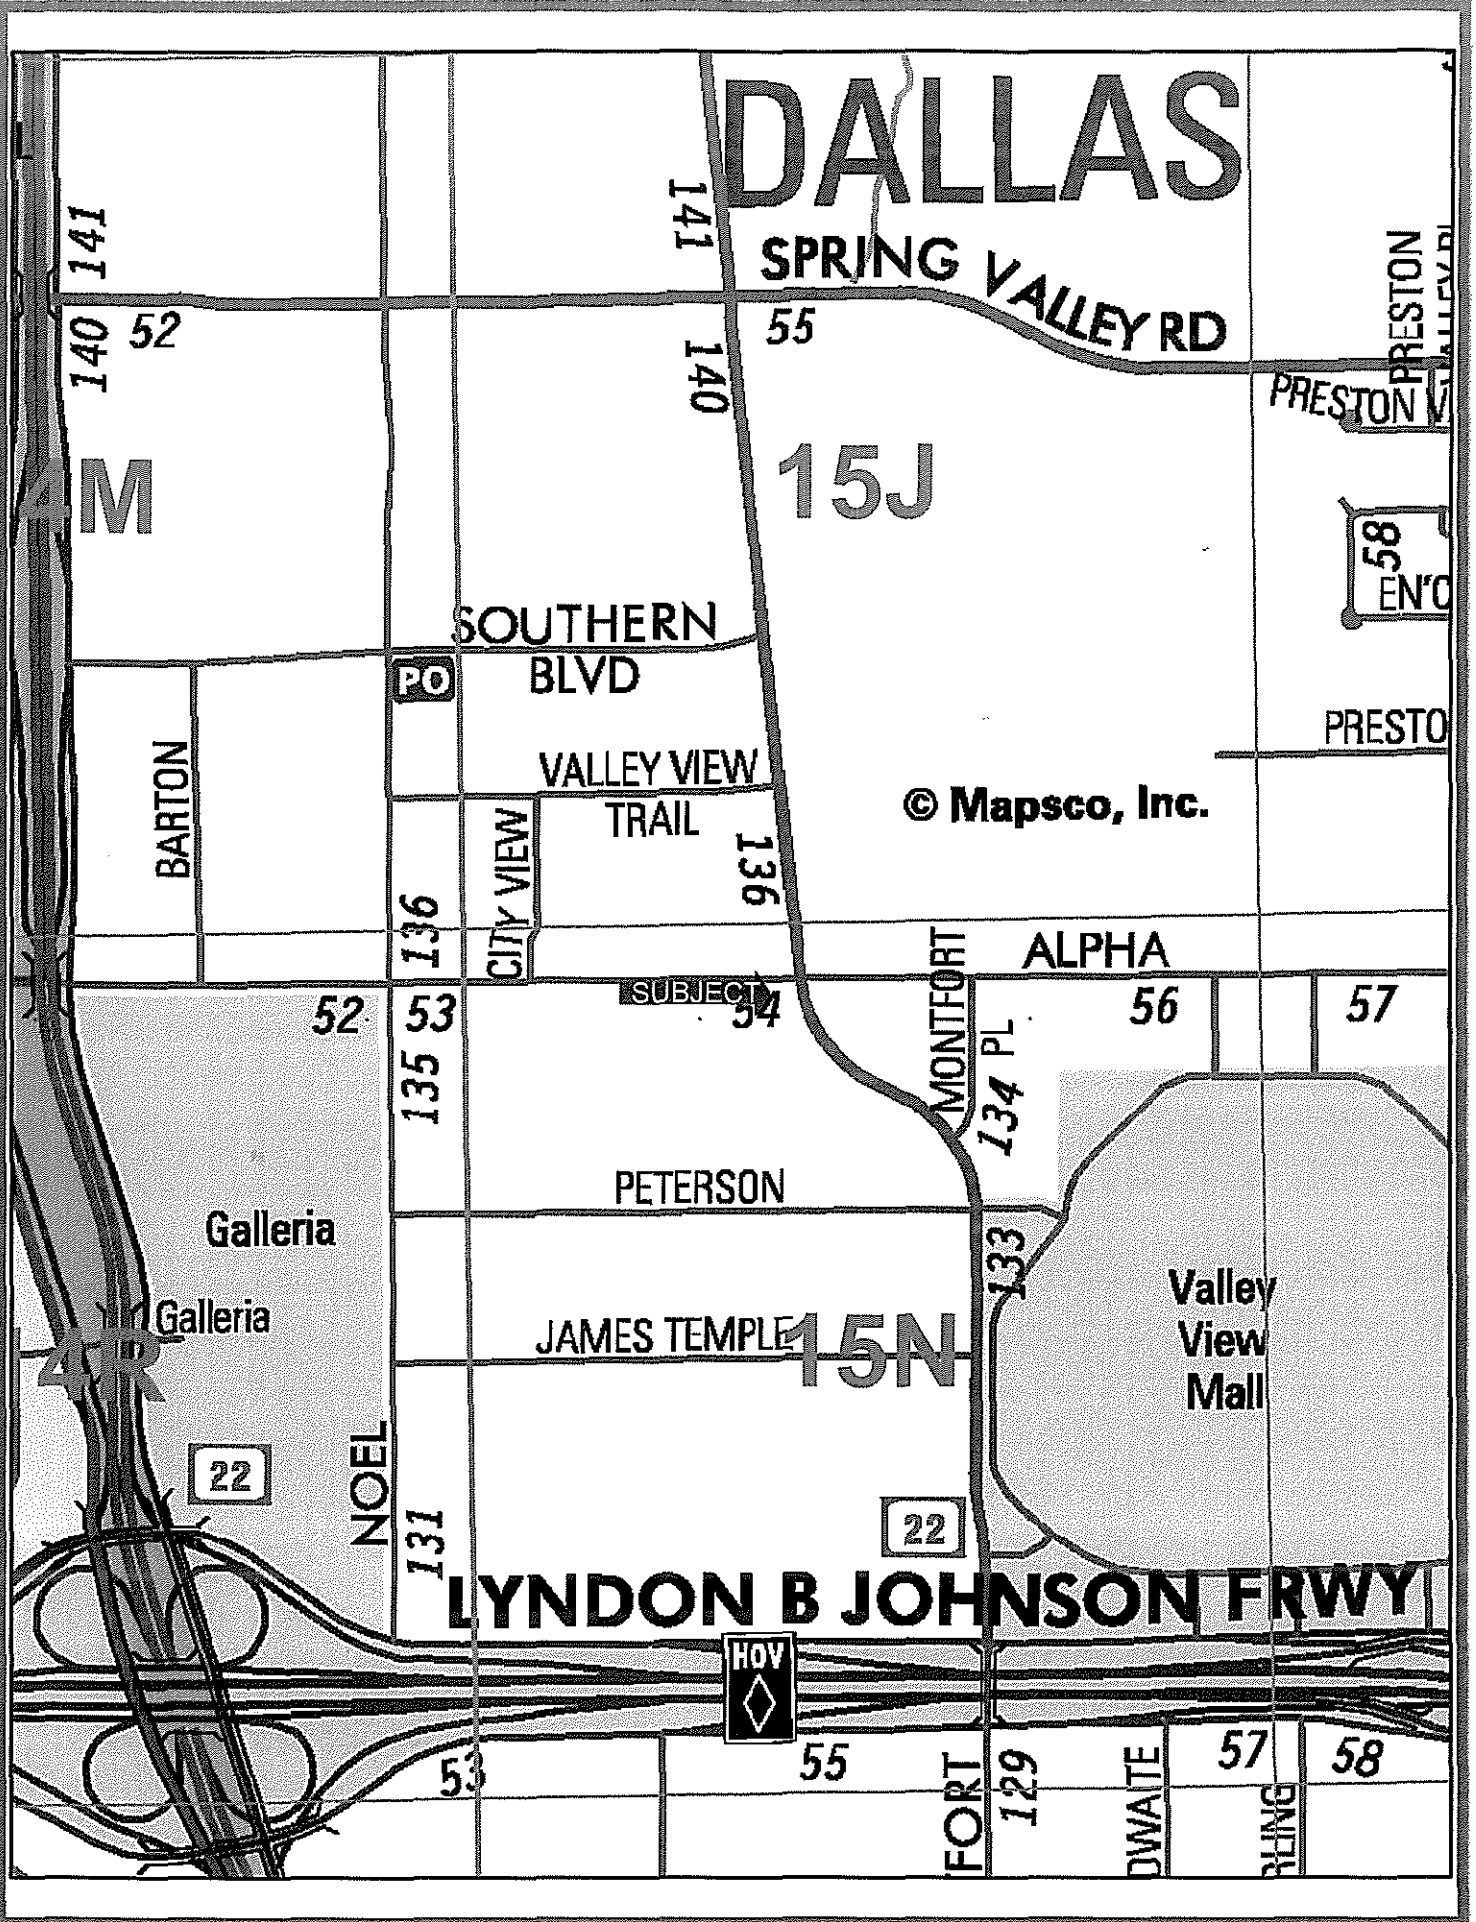 DALLAS
141
141
SPRING VALLEY RD
PRESTON
140
52
140
55
PRESTON V
4M
15J
58
EN'C
SOUTHERN
BLVD
PO
PRESTO
BARTON
VALLEY VIEW
TRAIL
CITY VIEW
© Mapsco, Inc.
136
136
ALPHA
MONTFORT
PL
SUBJECT
52
53
54
56
57
135
134
PETERSON
Galleria
133
Valley
View
Mall
Galleria
JAMES TEMPLE
15N
4R
NOEL
22
22
131
LYNDON B JOHNSON FRWY
HOV
53
55
57
58
FORT
129
DWAITE
RLING